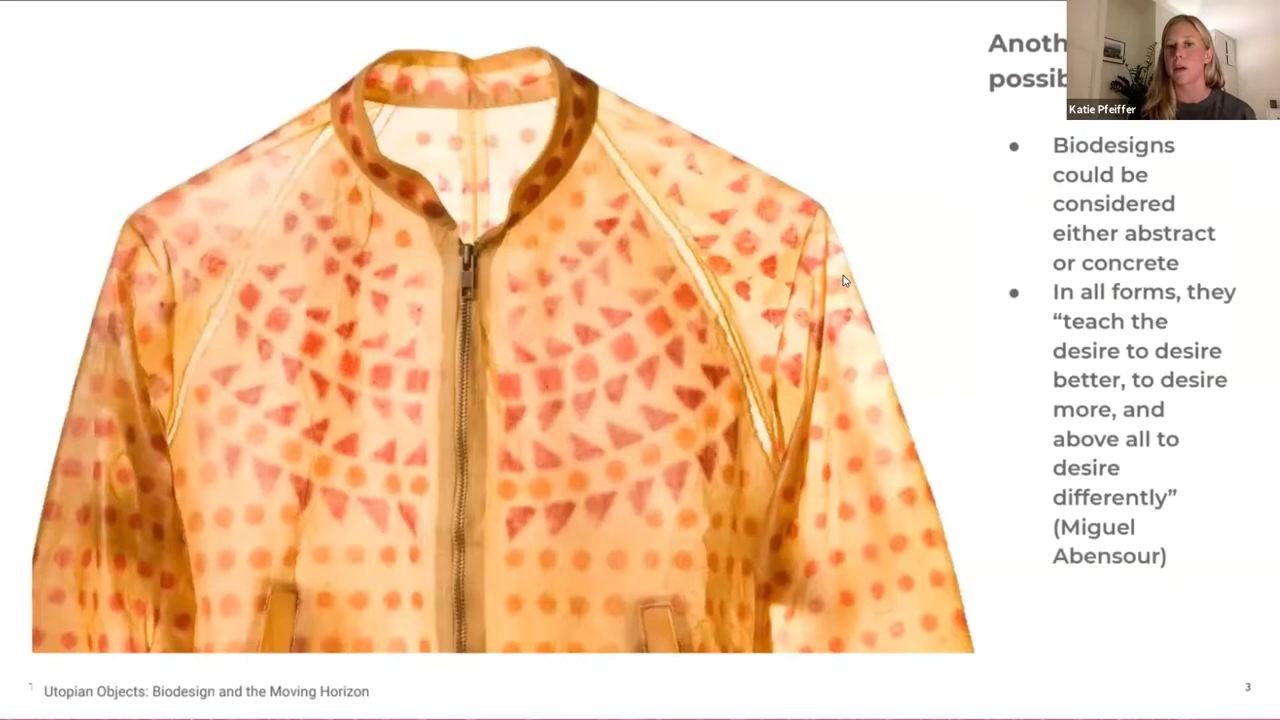 Anoth
possib
Katie Pfeiffer
● Biodesigns
could be
considered
either abstract
or concrete
● In all forms, they
“teach the
desire to desire
better, to desire
more, and
above all to
desire
differently”
(Miguel
Abensour)
Utopian Objects: Biodesign and the Moving Horizon
3